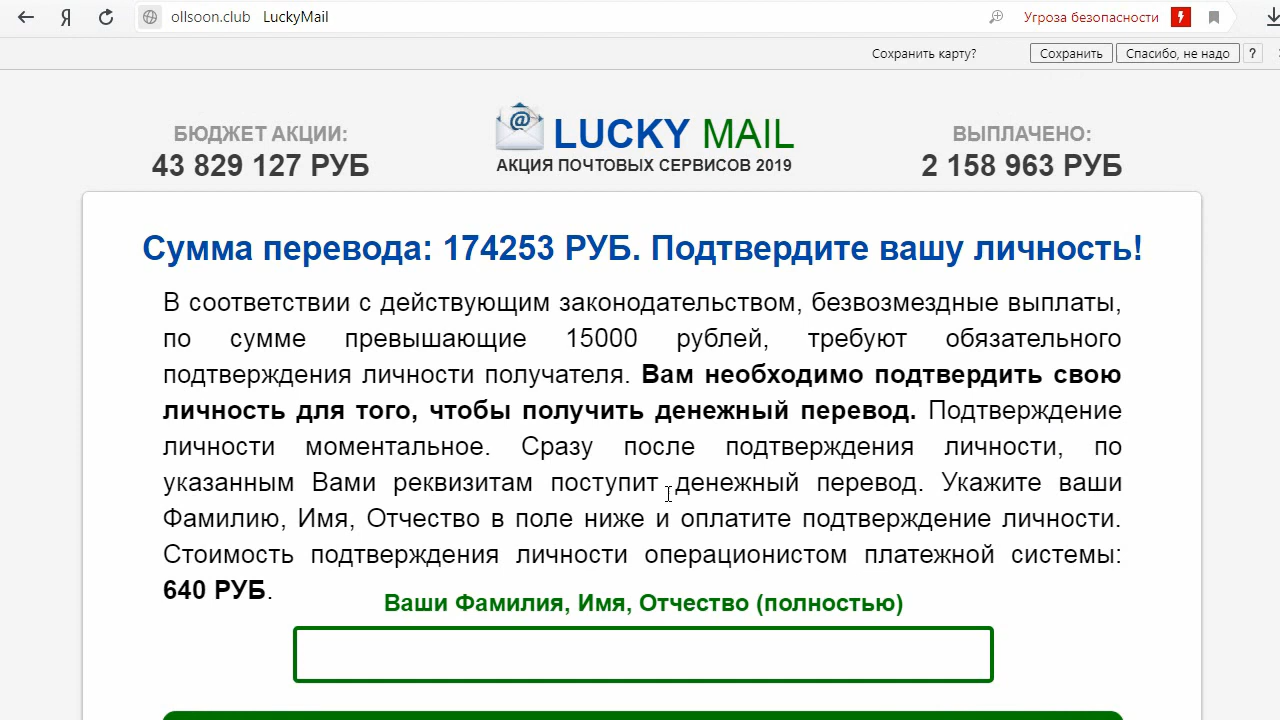 Я ollsoon.club LuckyMail Угроза безопасности
Сохранить карту? Сохранить Спасибо, не надо ?
БЮДЖЕТ АКЦИИ:
43 829 127 РУБ
@ LUCKY MAIL
АКЦИЯ ПОЧТОВЫХ СЕРВИСОВ 2019
ВЫПЛАЧЕНО:
2 158 963 РУБ
Сумма перевода: 174253 РУБ. Подтвердите вашу личность!
В соответствии с действующим законодательством, безвозмездные выплаты,
по сумме превышающие 15000 рублей, требуют обязательного
подтверждения личности получателя. Вам необходимо подтвердить свою
личность для того, чтобы получить денежный перевод. Подтверждение
личности моментальное. Сразу после подтверждения личности, по
указанным Вами реквизитам поступит денежный перевод. Укажите ваши
Фамилию, Имя, Отчество в поле ниже и оплатите подтверждение личности.
Стоимость подтверждения личности операционистом платежной системы:
640 РУБ.
Ваши Фамилия, Имя, Отчество (полностью)